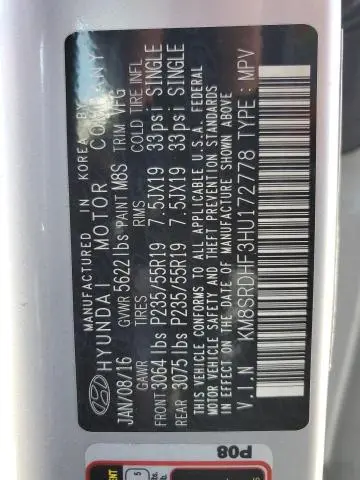 MANUFACTURED IN KOREA BY
HYUNDAI MOTOR COMPANY
JAN/08/16 GVWR 5622 lbs PAINT M8S TRIM VFG
GAWR TIRES RIMS COLD TIRE INFL
FRONT 3064 lbs P235/55R19 7.5JX19 33psi SINGLE
REAR 3075 lbs P235/55R19 7.5JX19 33psi SINGLE
THIS VEHICLE CONFORMS TO ALL APPLICABLE U.S.A. FEDERAL
MOTOR VEHICLE SAFETY AND THEFT PREVENTION STANDARDS
IN EFFECT ON THE DATE OF MANUFACTURE SHOWN ABOVE
V.I.N : KM8SRDHF3HU172778 TYPE : MPV
P08
5